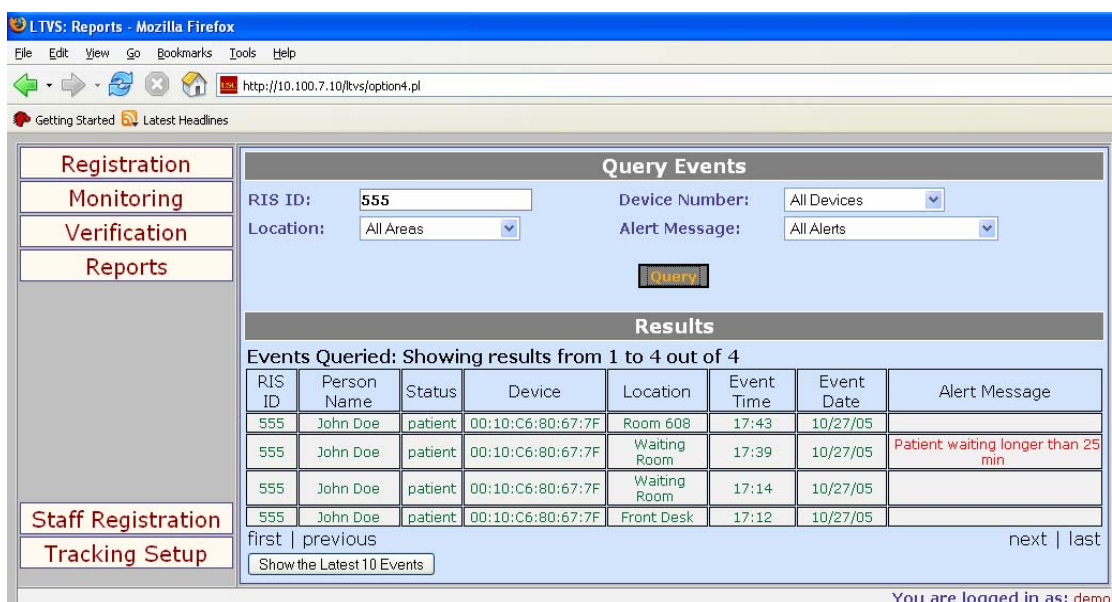 LTVS: Reports - Mozilla Firefox
File Edit View Go Bookmarks Tools Help
USC http://10.100.7.10/ltvs/option4.pl
Getting Started Latest Headlines
Registration
Monitoring
Verification
Reports
Staff Registration
Tracking Setup
Query Events
RIS ID: 555 Device Number: All Devices
Location: All Areas Alert Message: All Alerts
Query
Results
Events Queried: Showing results from 1 to 4 out of 4
RIS ID Person Name Status Device Location Event Time Event Date Alert Message
555 John Doe patient 00:10:C6:80:67:7F Room 608 17:43 10/27/05
555 John Doe patient 00:10:C6:80:67:7F Waiting Room 17:39 10/27/05 Patient waiting longer than 25 min
555 John Doe patient 00:10:C6:80:67:7F Waiting Room 17:14 10/27/05
555 John Doe patient 00:10:C6:80:67:7F Front Desk 17:12 10/27/05
first | previous next | last
Show the Latest 10 Events
You are logged in as: demo